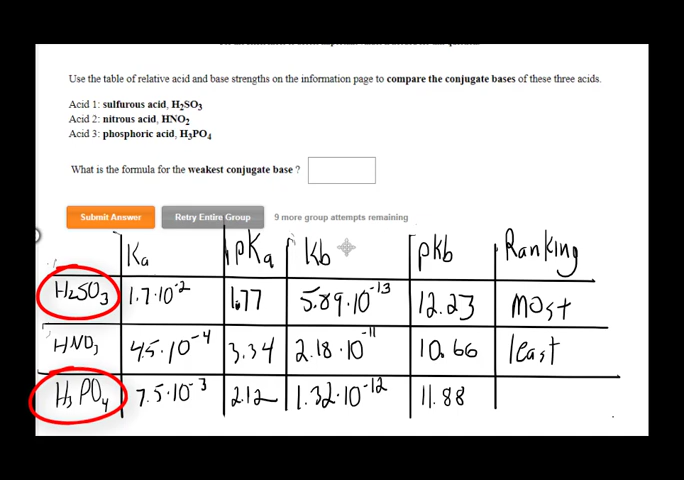 Use the table of relative acid and base strengths on the information page to compare the conjugate bases of these three acids.
Acid 1: sulfurous acid, H₂SO₃
Acid 2: nitrous acid, HNO₂
Acid 3: phosphoric acid, H₃PO₄
What is the formula for the weakest conjugate base ?
Submit Answer Retry Entire Group 9 more group attempts remaining
Ka pKa Kb pKb Ranking
H₂SO₃ 1.7·10⁻² 1.77 5.89·10⁻¹³ 12.23 most
HNO₃ 4.5·10⁻⁴ 3.34 2.18·10⁻¹¹ 10.66 least
H₃PO₄ 7.5·10⁻³ 2.12 1.32·10⁻¹² 11.88